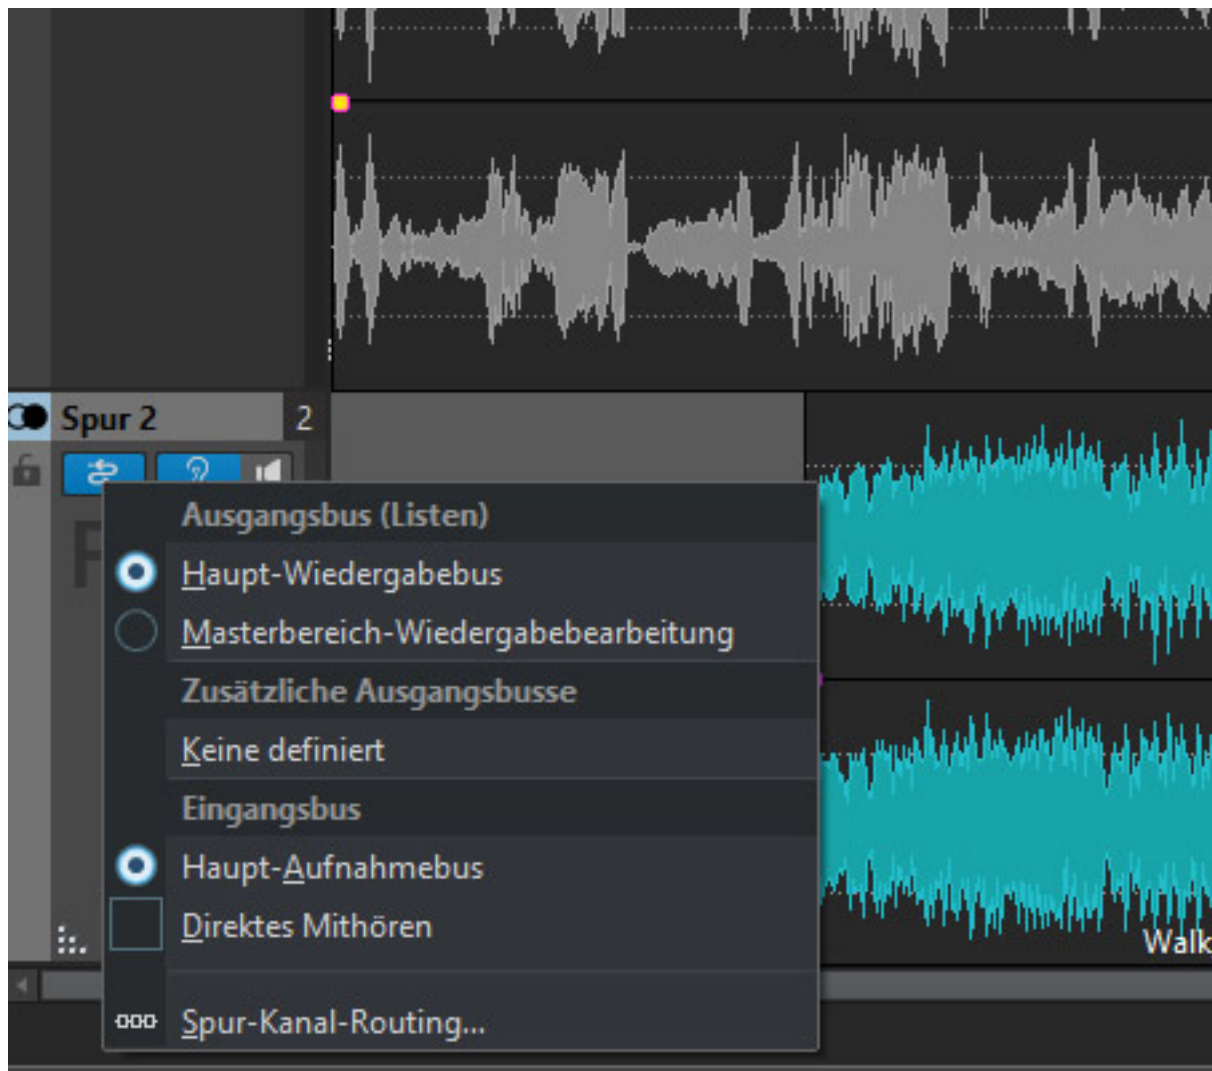 Spur 2
2
Ausgangsbus (Listen)
Haupt-Wiedergabebus
Masterbereich-Wiedergabebearbeitung
Zusätzliche Ausgangsbusse
Keine definiert
Eingangsbus
Haupt-Aufnahmebus
Direktes Mithören
Walk
Spur-Kanal-Routing...